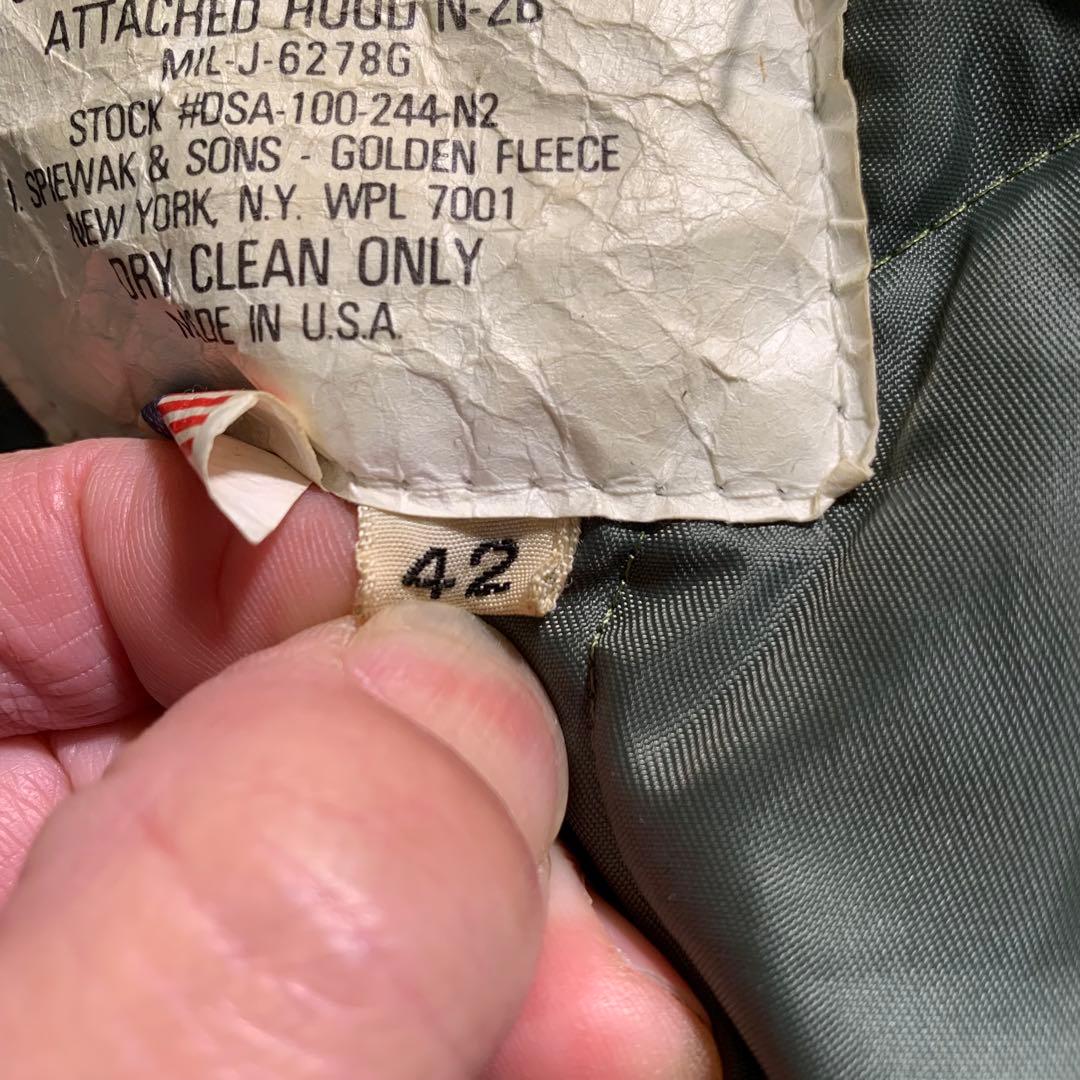 ATTACHED HOOD N-2B
MIL-J-6278G
STOCK #DSA-100-244-N2
I. SPIEWAK & SONS - GOLDEN FLEECE
NEW YORK, N.Y. WPL 7001
DRY CLEAN ONLY
MADE IN U.S.A.
42